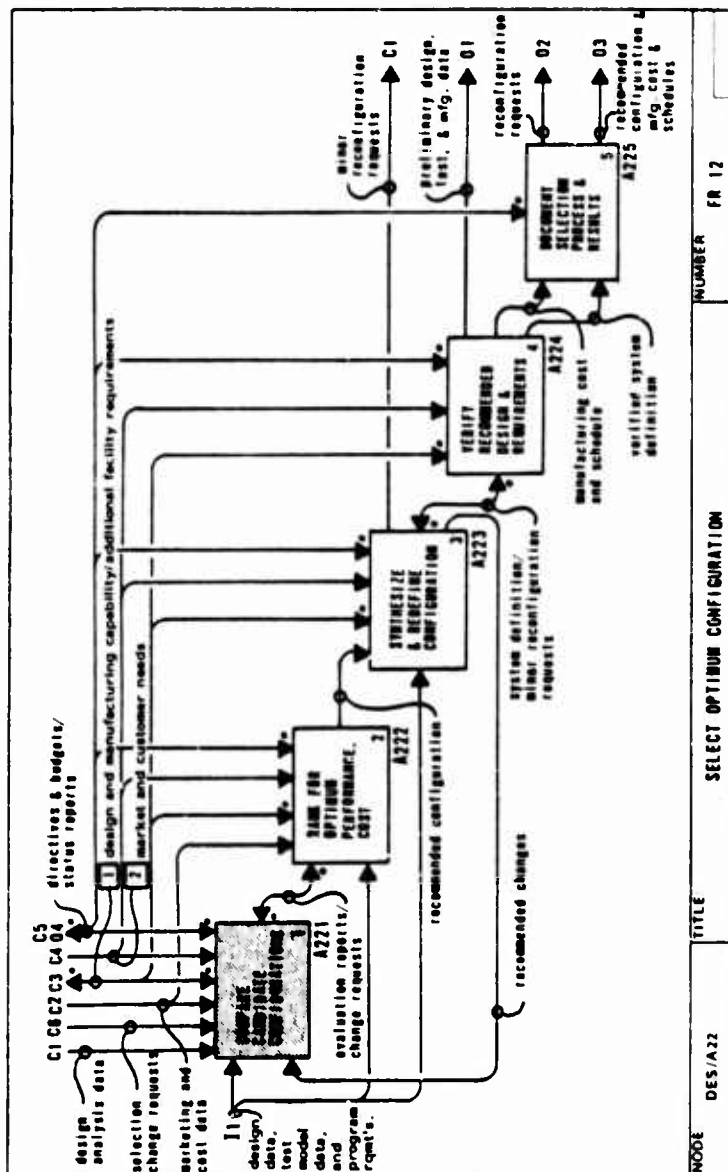 C1 C6 C2 C3 C4 O4
C5
design
analysis data
selection
change requests
marketing and
cost data
directives & budgets/
status reports
1 design and manufacturing capability/additional facility requirements
2 market and customer needs
I1
design
data,
test
model
data,
and
program
rqmt's.
COMPARE
CANDIDATE
CONFIGURATIONS
A221
evaluation reports/
change requests
RANK FOR
OPTIMUM
PERFORMANCE,
COST
2
A222
recommended configuration
SYNTHESIZE
& REDEFINE
CONFIGURATION
3
A223
system definition/
minor reconfiguration
requests
recommended changes
VERIFY
RECOMMENDED
DESIGN &
REQUIREMENTS
4
A224
manufacturing cost
and schedule
verified system
definition
DOCUMENT
SELECTION
PROCESS &
RESULTS
5
A225
minor
reconfiguration
requests
C1
preliminary design,
test, & mfg. data
O1
reconfiguration
requests
O2
O3
recommended
configuration &
mfg cost &
schedules
NODE
DES/A22
TITLE
SELECT OPTIMUM CONFIGURATION
NUMBER
FR 12